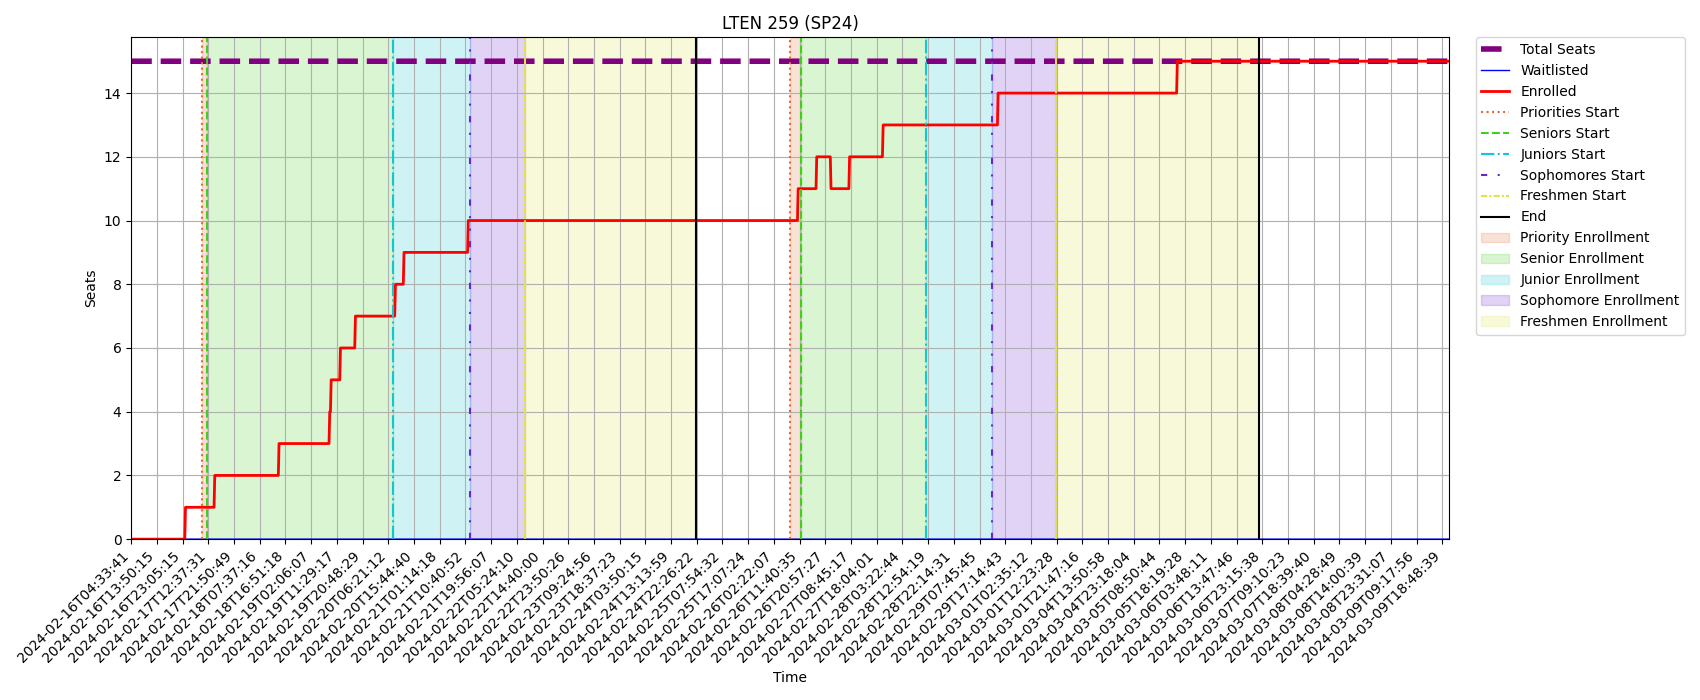 LTEN 259 (SP24)
Total Seats
Waitlisted
Enrolled
Priorities Start
Seniors Start
Juniors Start
Sophomores Start
Freshmen Start
End
Priority Enrollment
Senior Enrollment
Junior Enrollment
Sophomore Enrollment
Freshmen Enrollment
Seats
14
12
10
8
6
4
2
0
2024-02-16T04:33:41
2024-02-16T13:50:15
2024-02-16T23:05:15
2024-02-17T12:37:31
2024-02-17T21:50:49
2024-02-18T07:37:16
2024-02-18T16:51:18
2024-02-19T02:06:07
2024-02-19T11:29:17
2024-02-19T20:48:29
2024-02-20T06:21:12
2024-02-20T15:44:40
2024-02-21T01:14:18
2024-02-21T10:40:52
2024-02-21T19:56:07
2024-02-22T05:24:10
2024-02-22T14:40:00
2024-02-22T23:50:26
2024-02-23T09:24:56
2024-02-23T18:37:23
2024-02-24T03:50:15
2024-02-24T13:13:59
2024-02-24T22:26:22
2024-02-25T07:54:32
2024-02-25T17:07:24
2024-02-26T02:22:07
2024-02-26T11:40:35
2024-02-26T20:57:27
2024-02-27T08:45:17
2024-02-27T18:04:01
2024-02-28T03:22:44
2024-02-28T12:54:19
2024-02-28T22:14:31
2024-02-29T07:45:45
2024-02-29T17:14:43
2024-03-01T02:35:12
2024-03-01T12:23:28
2024-03-01T21:47:16
2024-03-04T13:50:58
2024-03-04T23:18:04
2024-03-05T08:50:44
2024-03-05T18:19:28
2024-03-06T03:48:11
2024-03-06T13:47:46
2024-03-06T23:15:38
2024-03-07T09:10:23
2024-03-07T18:39:40
2024-03-08T04:28:49
2024-03-08T14:00:39
2024-03-08T23:31:07
2024-03-09T09:17:56
2024-03-09T18:48:39
Time